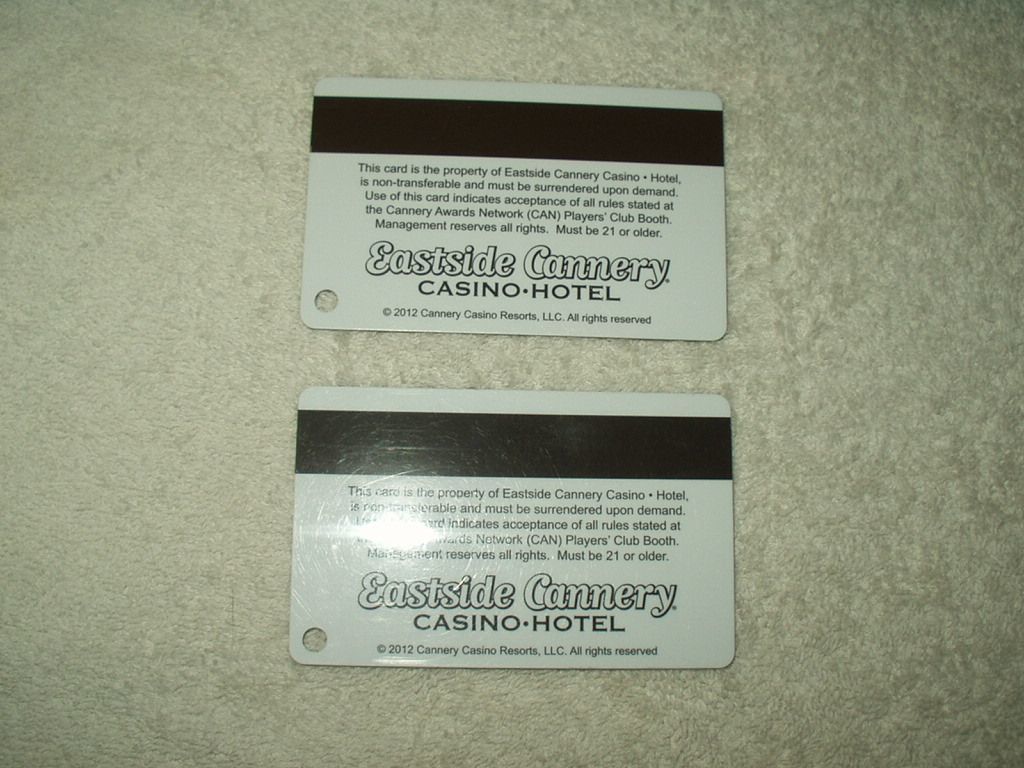 This card is the property of Eastside Cannery Casino • Hotel,
is non-transferable and must be surrendered upon demand.
Use of this card indicates acceptance of all rules stated at
the Cannery Awards Network (CAN) Players' Club Booth.
Management reserves all rights. Must be 21 or older.
Eastside Cannery®
CASINO•HOTEL
© 2012 Cannery Casino Resorts, LLC. All rights reserved
This card is the property of Eastside Cannery Casino • Hotel,
is non-transferable and must be surrendered upon demand.
indicates acceptance of all rules stated at
Network (CAN) Players' Club Booth.
Management reserves all rights. Must be 21 or older.
Eastside Cannery®
CASINO•HOTEL
© 2012 Cannery Casino Resorts, LLC. All rights reserved